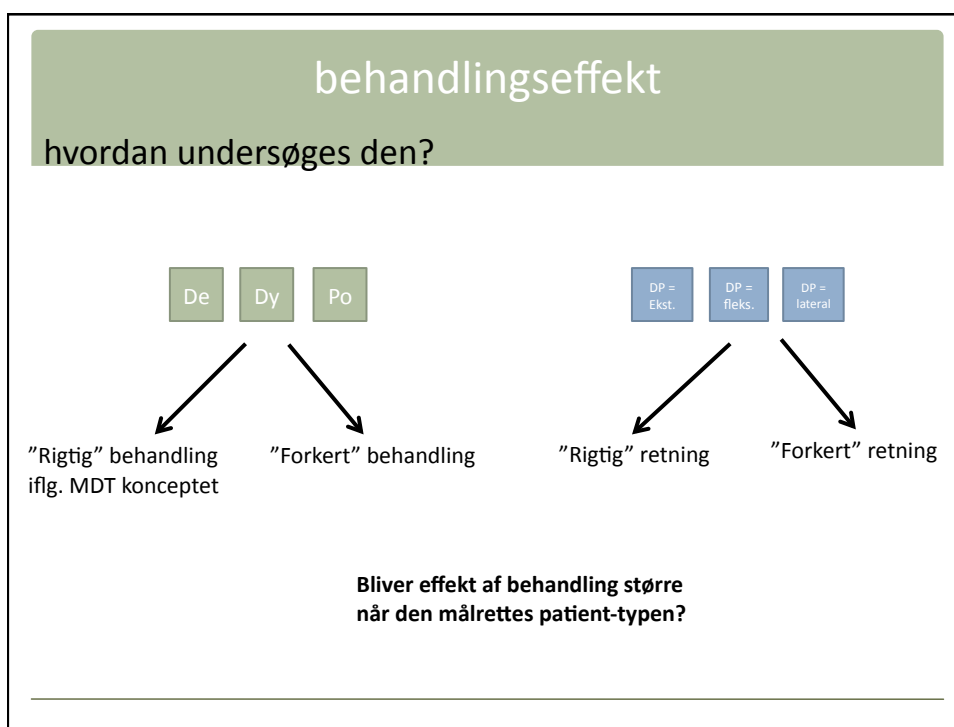 behandlingseffekt
hvordan undersøges den?
De
Dy
Po
DP =
Ekst.
DP =
fleks.
DP =
lateral
”Rigtig” behandling
iflg. MDT konceptet
”Forkert” behandling
”Rigtig” retning
”Forkert” retning
Bliver effekt af behandling større
når den målrettes patient-typen?